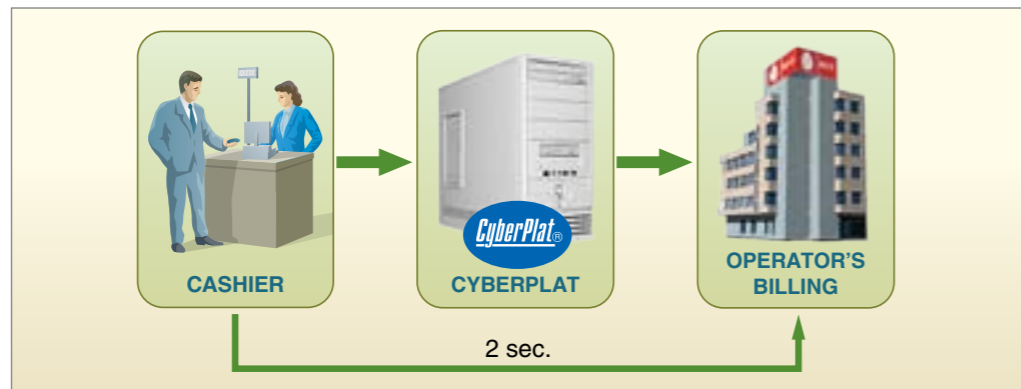 CyberPlat®
CASHIER
CYBERPLAT
OPERATOR'S
BILLING
2 sec.